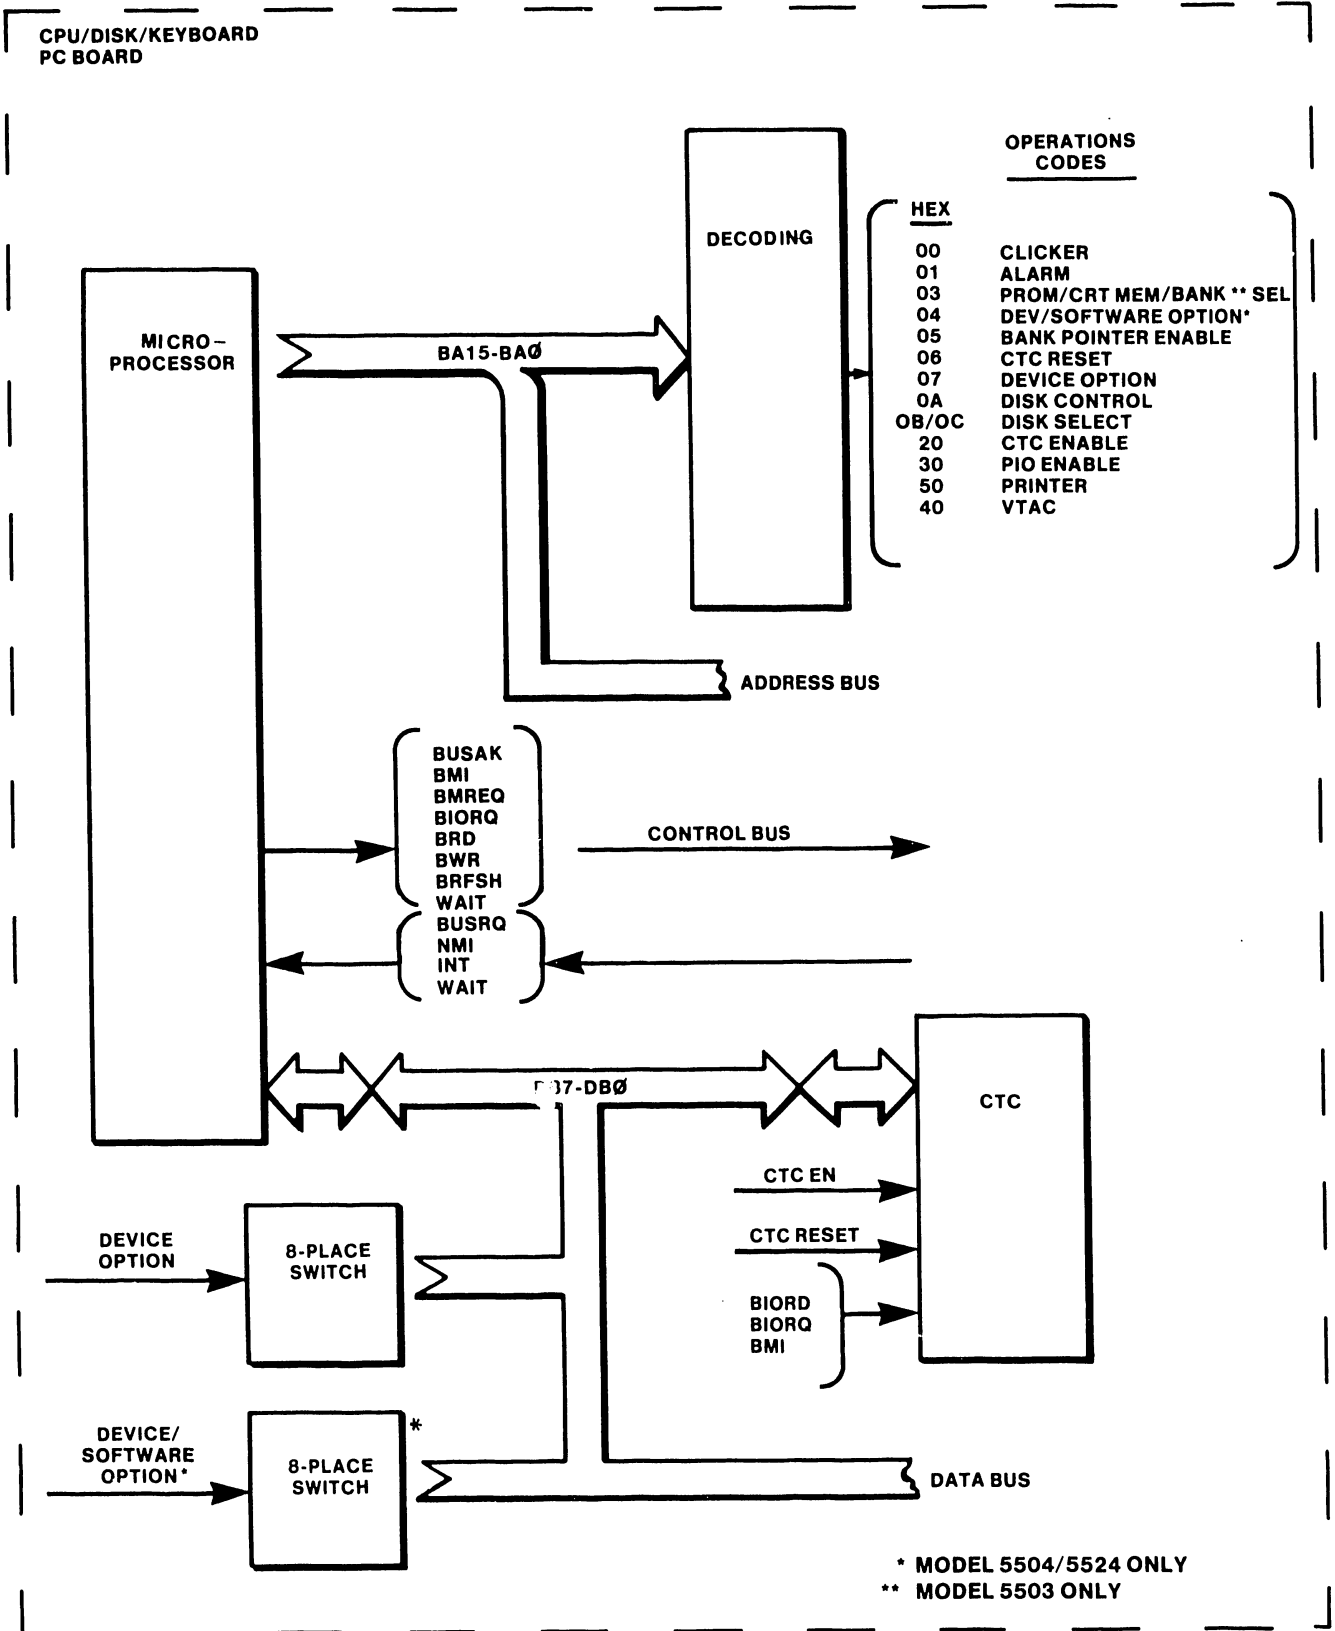 CPU/DISK/KEYBOARD
PC BOARD
OPERATIONS
CODES
HEX
00 CLICKER
01 ALARM
03 PROM/CRT MEM/BANK ** SEL
04 DEV/SOFTWARE OPTION*
05 BANK POINTER ENABLE
06 CTC RESET
07 DEVICE OPTION
0A DISK CONTROL
OB/OC DISK SELECT
20 CTC ENABLE
30 PIO ENABLE
50 PRINTER
40 VTAC
DECODING
MICRO-
PROCESSOR
BA15-BAØ
ADDRESS BUS
BUSAK
BMI
BMREQ
BIORQ
BRD
BWR
BRFSH
WAIT
CONTROL BUS
BUSRQ
NMI
INT
WAIT
DB7-DBØ
CTC
CTC EN
CTC RESET
BIORD
BIORQ
BMI
DEVICE
OPTION
8-PLACE
SWITCH
DEVICE/
SOFTWARE
OPTION*
8-PLACE
SWITCH
*
DATA BUS
* MODEL 5504/5524 ONLY
** MODEL 5503 ONLY